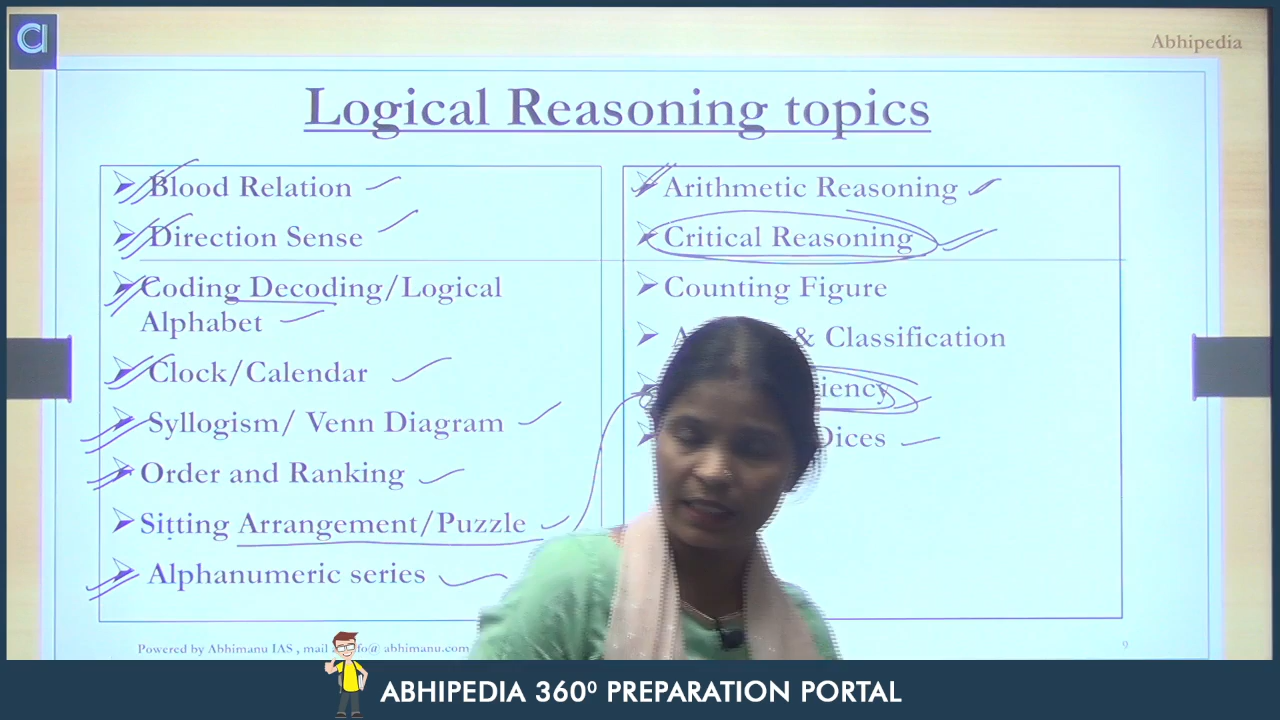 Abhipedia
Logical Reasoning topics
Blood Relation
Direction Sense
Coding Decoding/Logical
Alphabet
Clock/Calendar
Syllogism/ Venn Diagram
Order and Ranking
Sitting Arrangement/Puzzle
Alphanumeric series
Arithmetic Reasoning
Critical Reasoning
Counting Figure
& Classification
Dices
Powered by Abhimanu IAS , mail abhimanu.com
9
ABHIPEDIA 360⁰ PREPARATION PORTAL